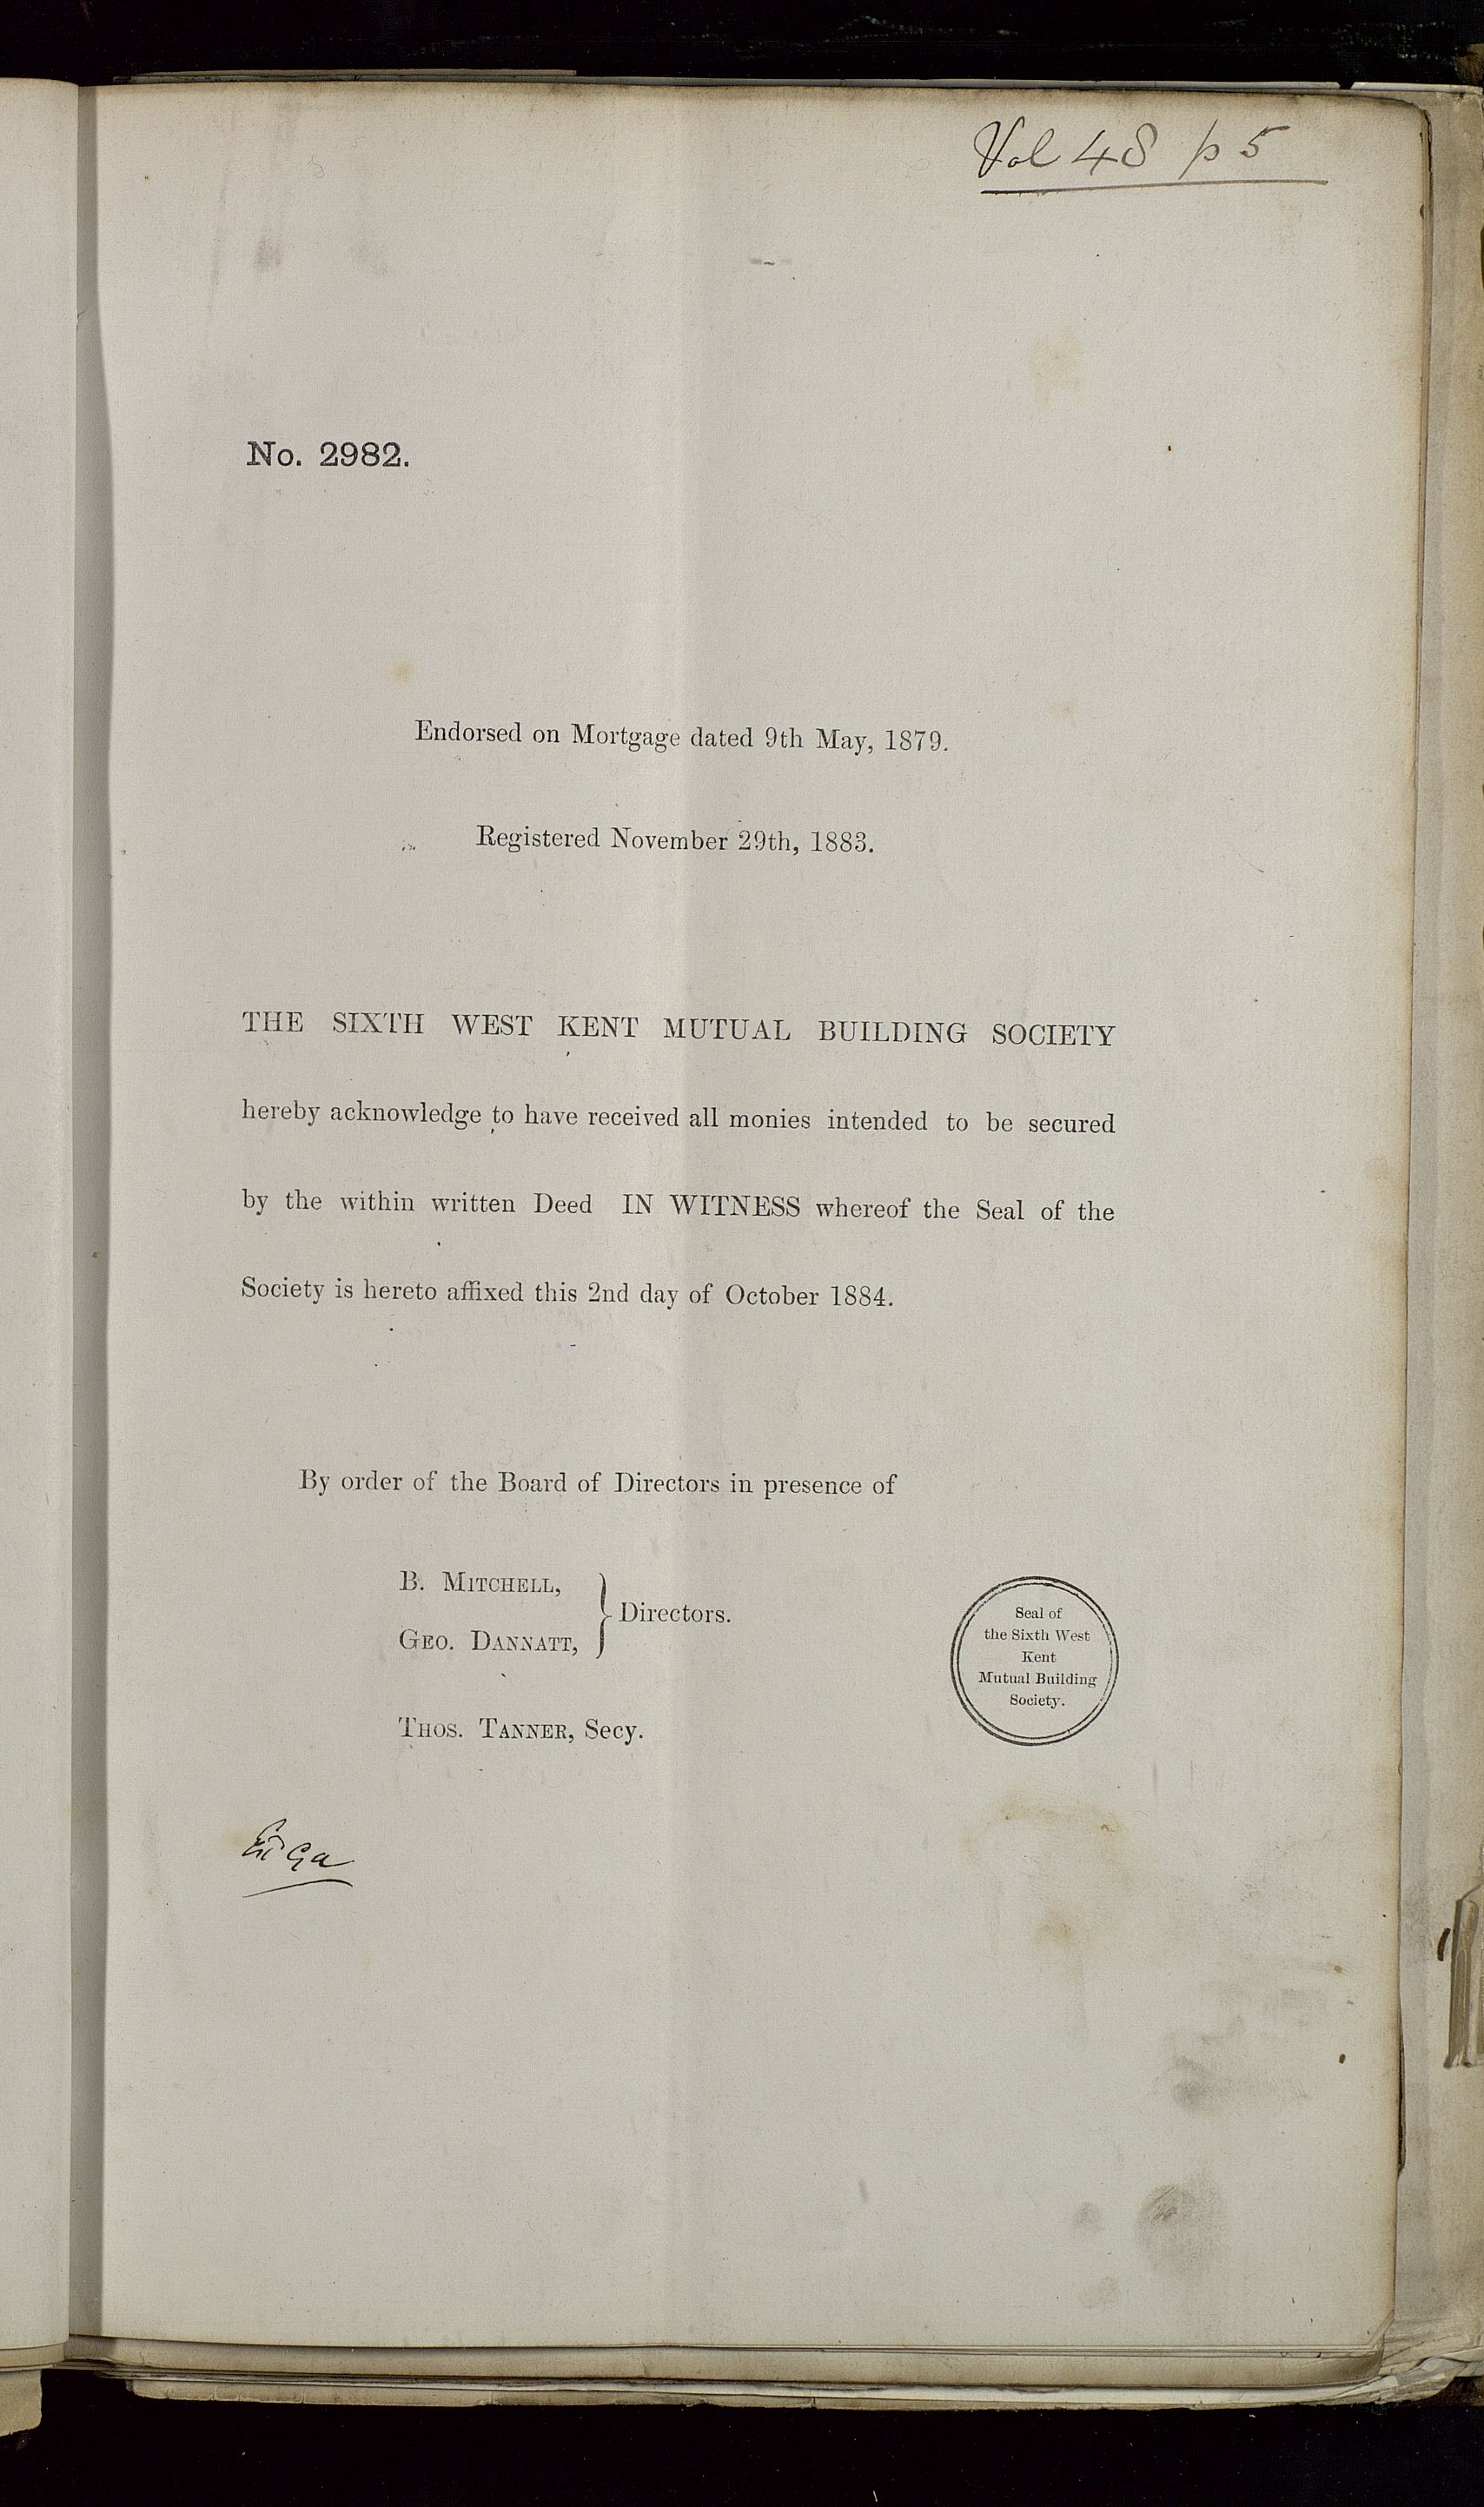 Vol 48 p 5
No. 2982.
Endorsed on Mortgage dated 9th May, 1879.
Registered November 29th, 1883.
THE SIXTH WEST KENT MUTUAL BUILDING SOCIETY
hereby acknowledge to have received all monies intended to be secured
by the within written Deed IN WITNESS whereof the Seal of the
Society is hereto affixed this 2nd day of October 1884.
By order of the Board of Directors in presence of
B. MITCHELL,
GEO. DANNATT,
} Directors.
THOS. TANNER, Secy.
Seal of
the Sixth West
Kent
Mutual Building
Society.